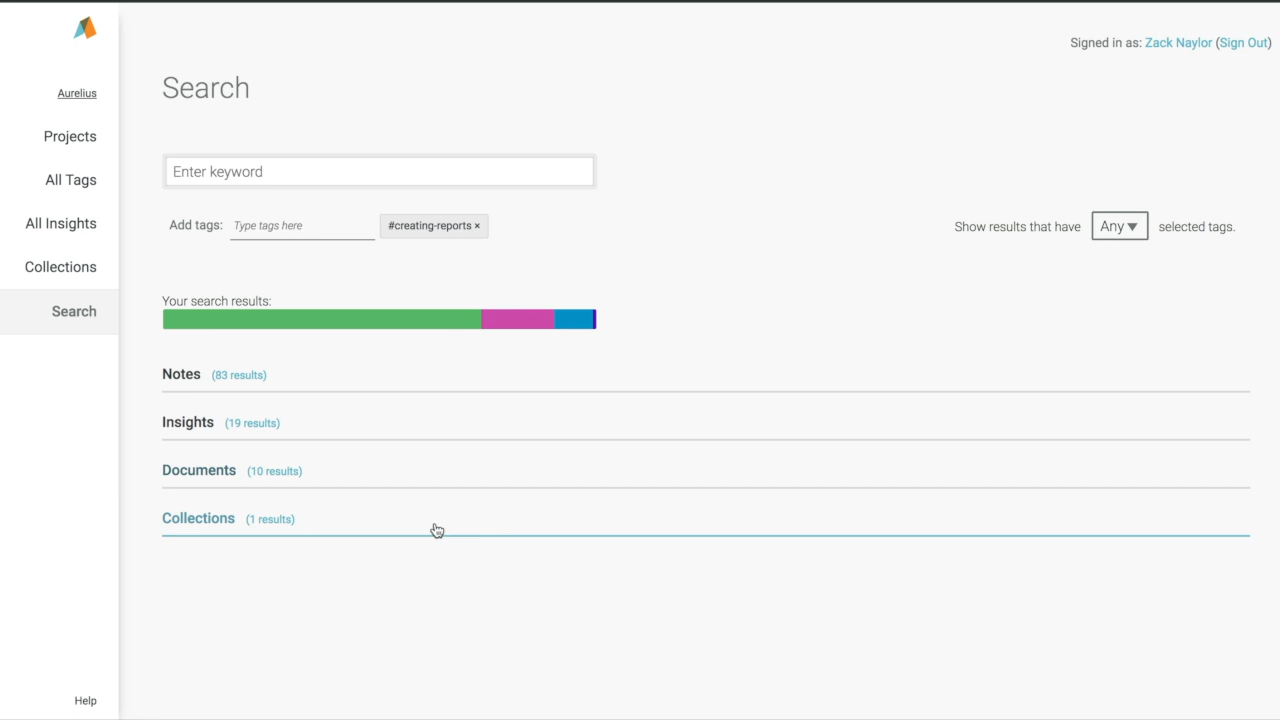 Signed in as: Zack Naylor (Sign Out)
Aurelius
Projects
All Tags
All Insights
Collections
Search
Help
Search
Enter keyword
Add tags: Type tags here #creating-reports × Show results that have Any ▼ selected tags.
Your search results:
Notes (83 results)
Insights (19 results)
Documents (10 results)
Collections (1 results)